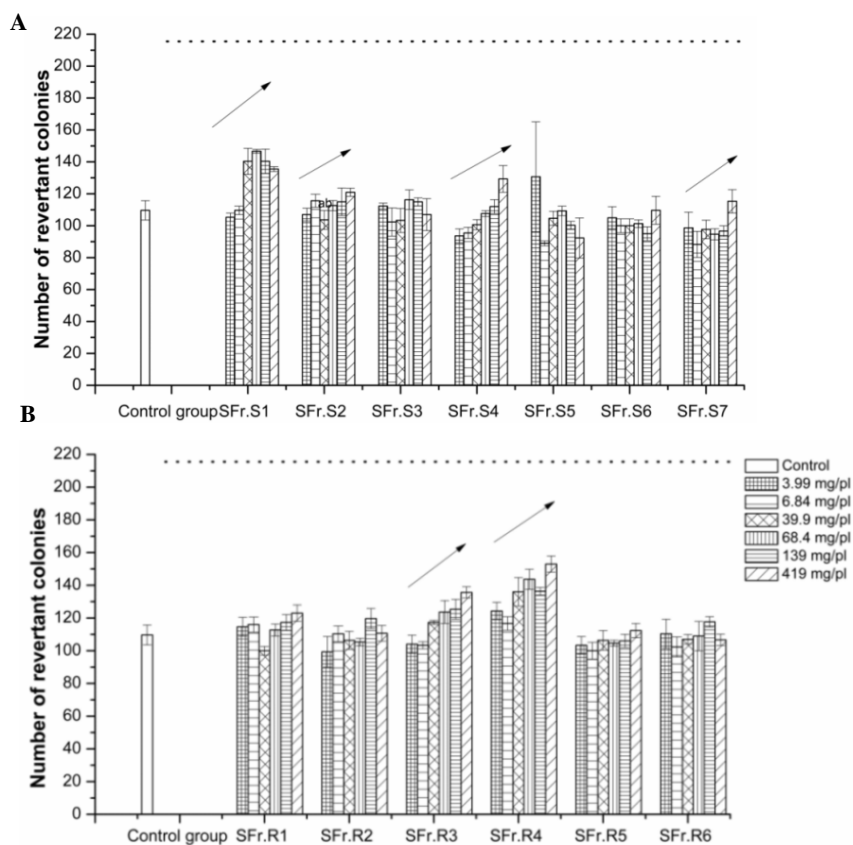 A
Number of revertant colonies
220
200
180
160
140
120
100
80
60
40
20
0
ab
Control group SFr.S1 SFr.S2 SFr.S3 SFr.S4 SFr.S5 SFr.S6 SFr.S7
B
Number of revertant colonies
220
200
180
160
140
120
100
80
60
40
20
0
Control group SFr.R1 SFr.R2 SFr.R3 SFr.R4 SFr.R5 SFr.R6
Control
3.99 mg/pl
6.84 mg/pl
39.9 mg/pl
68.4 mg/pl
139 mg/pl
419 mg/pl